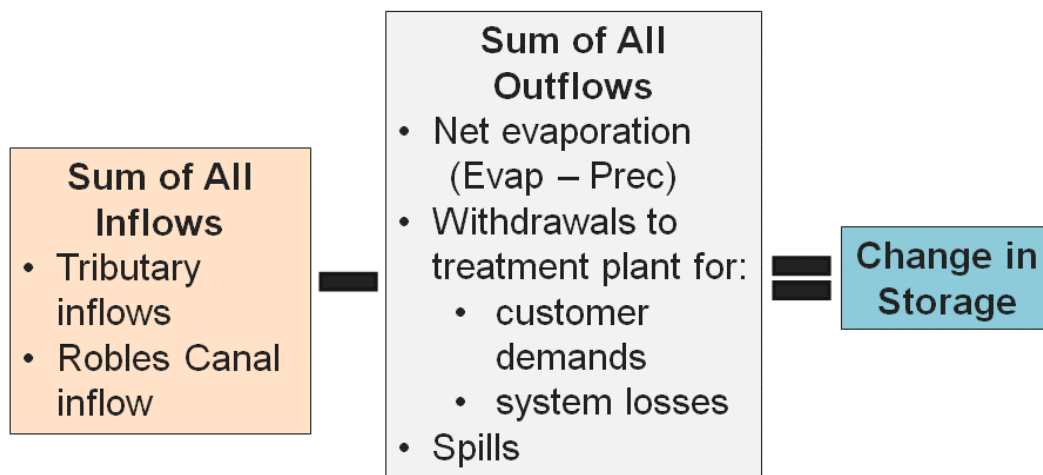 Sum of All
Inflows
• Tributary
inflows
• Robles Canal
inflow
Sum of All
Outflows
• Net evaporation
(Evap – Prec)
• Withdrawals to
treatment plant for:
• customer
demands
• system losses
• Spills
Change in
Storage